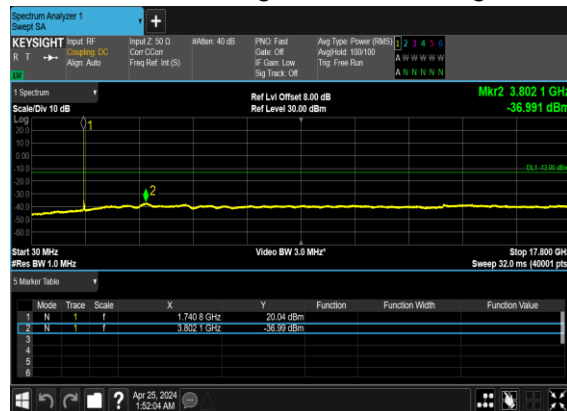 Spectrum Analyzer 1
Swept SA
+
KEYSIGHT Input: RF Input Z: 50 Ω #Atten: 40 dB PNO: Fast Avg Type: Power (RMS) 1 2 3 4 5 6
R T Coupling: DC Corr CCorr Gate: Off Avg|Hold: 100/100 A W W W W W
Align: Auto Freq Ref: Int (S) IF Gain: Low Trig: Free Run
LW Sig Track: Off A N N N N N
1 Spectrum Ref Lvl Offset 8.00 dB Mkr2 3.802 1 GHz
Scale/Div 10 dB Ref Level 30.00 dBm -36.991 dBm
Log
20.0 1
10.0
0.00
-10.0 DL1 -13.00 dBm
-20.0
-30.0 2
-40.0
-50.0
-60.0
Start 30 MHz Video BW 3.0 MHz* Stop 17.800 GHz
#Res BW 1.0 MHz Sweep 32.0 ms (40001 pts)
5 Marker Table
Mode Trace Scale X Y Function Function Width Function Value
1 N 1 f 1.740 8 GHz 20.04 dBm
2 N 1 f 3.802 1 GHz -36.99 dBm
3
4
5
6
? Apr 25, 2024
1:52:04 AM